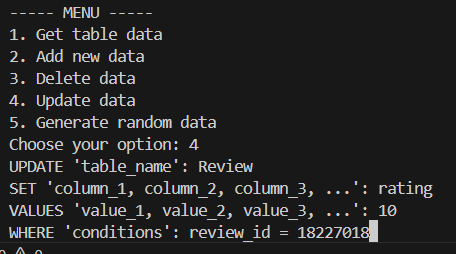 ----- MENU -----
1. Get table data
2. Add new data
3. Delete data
4. Update data
5. Generate random data
Choose your option: 4
UPDATE 'table_name': Review
SET 'column_1, column_2, column_3, ...': rating
VALUES 'value_1, value_2, value_3, ...': 10
WHERE 'conditions': review_id = 18227018